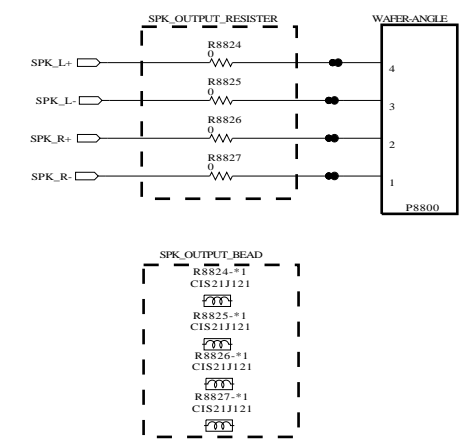 SPK_OUTPUT_RESISTER WAFER-ANGLE
R8824
0
SPK_L+ 4
R8825
0
SPK_L- 3
R8826
0
SPK_R+ 2
R8827
0
SPK_R- 1
P8800
SPK_OUTPUT_BEAD
R8824-*1
CIS21J121
R8825-*1
CIS21J121
R8826-*1
CIS21J121
R8827-*1
CIS21J121